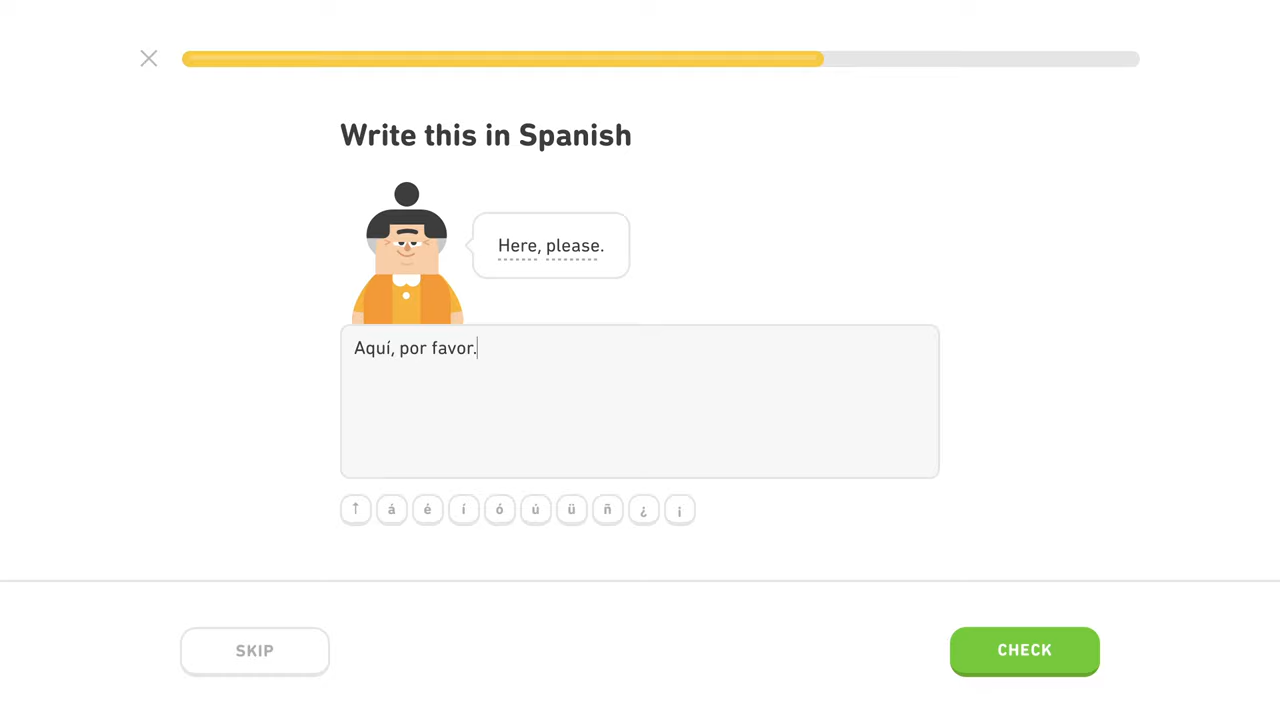 Write this in Spanish
Here, please.
Aquí, por favor.
↑ á é í ó ú ü ñ ¿ ¡
SKIP
CHECK